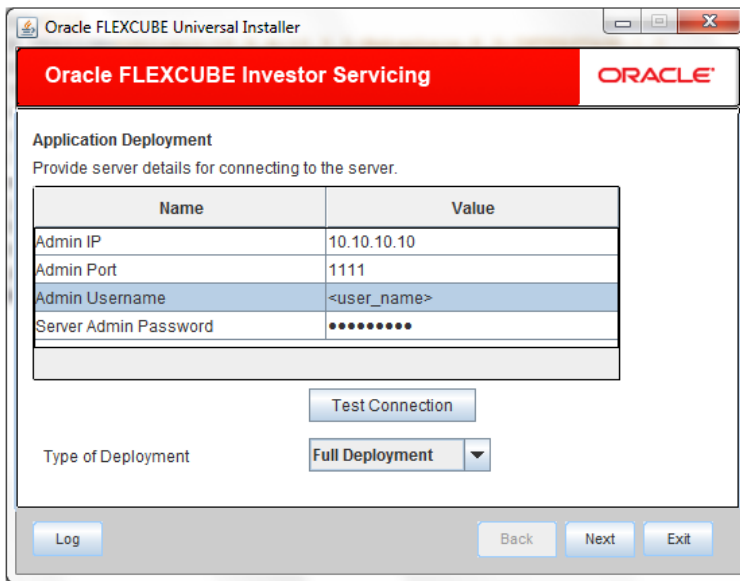 Oracle FLEXCUBE Universal Installer
Oracle FLEXCUBE Investor Servicing
ORACLE
Application Deployment
Provide server details for connecting to the server.
Name Value
Admin IP 10.10.10.10
Admin Port 1111
Admin Username <user_name>
Server Admin Password •••••••••
Test Connection
Type of Deployment Full Deployment
Log Back Next Exit